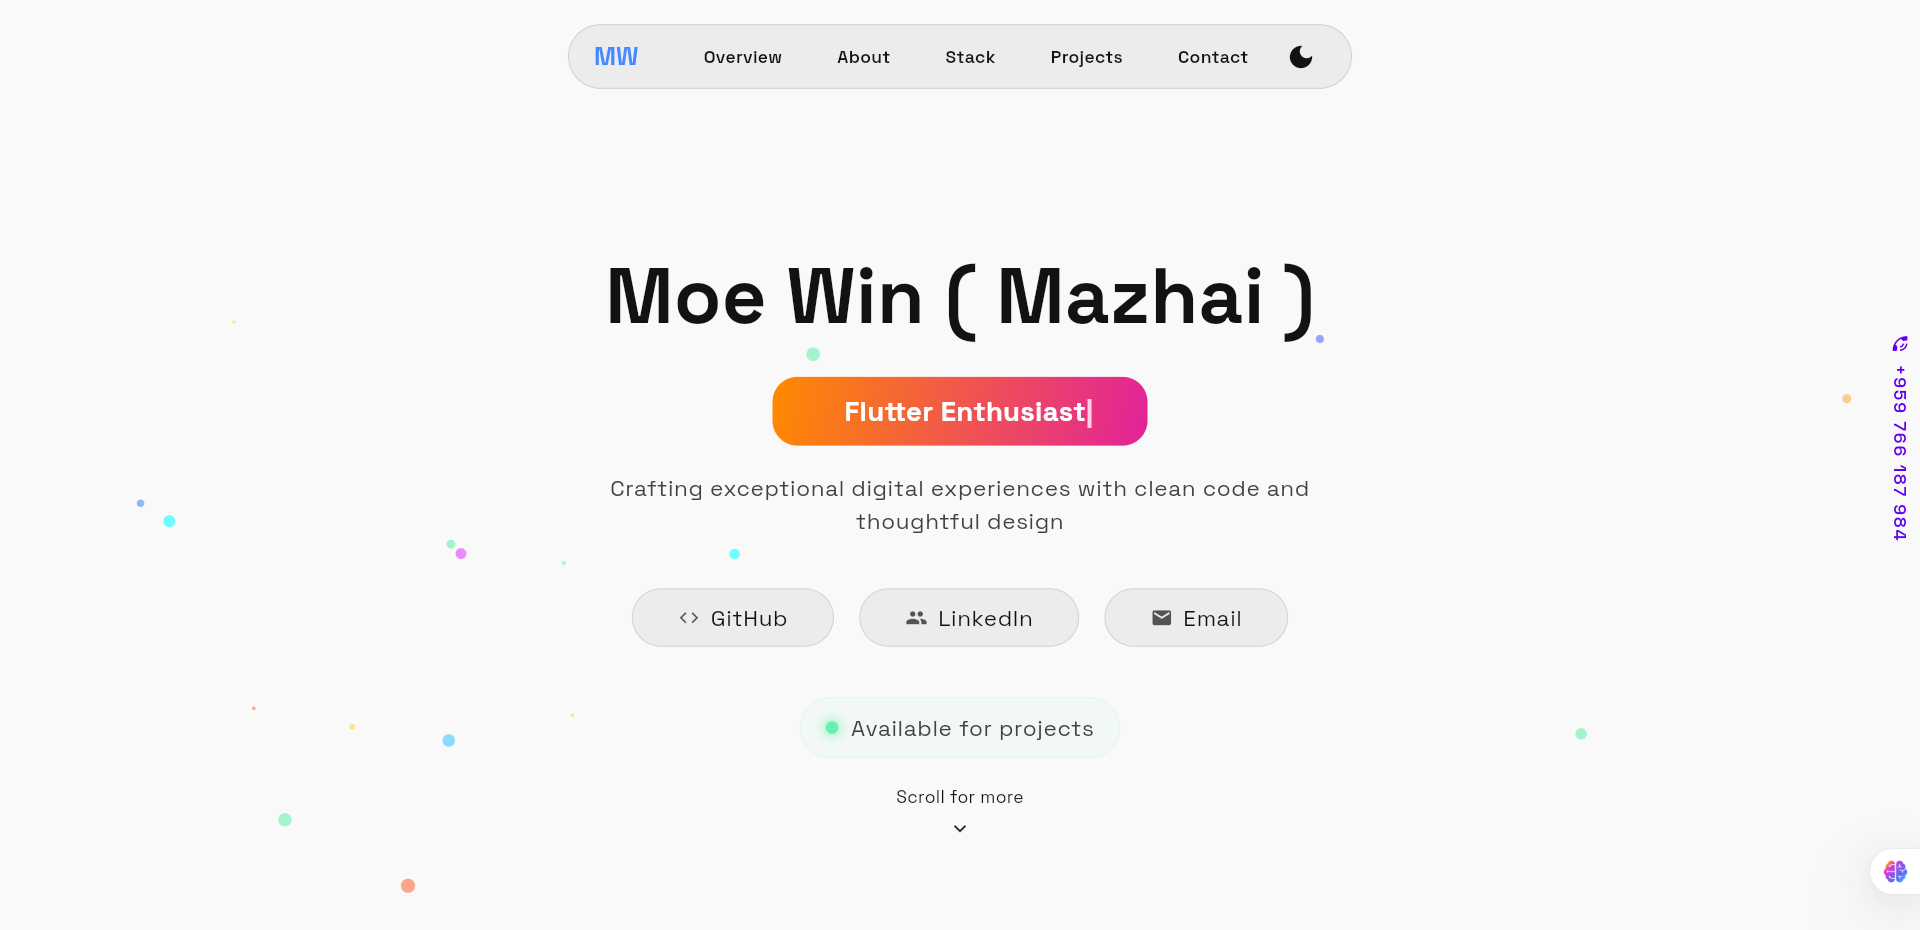 MW
Overview
About
Stack
Projects
Contact
Moe Win ( Mazhai )
Flutter Enthusiast|
Crafting exceptional digital experiences with clean code and
thoughtful design
GitHub
LinkedIn
Email
Available for projects
Scroll for more
+959 766 187 984